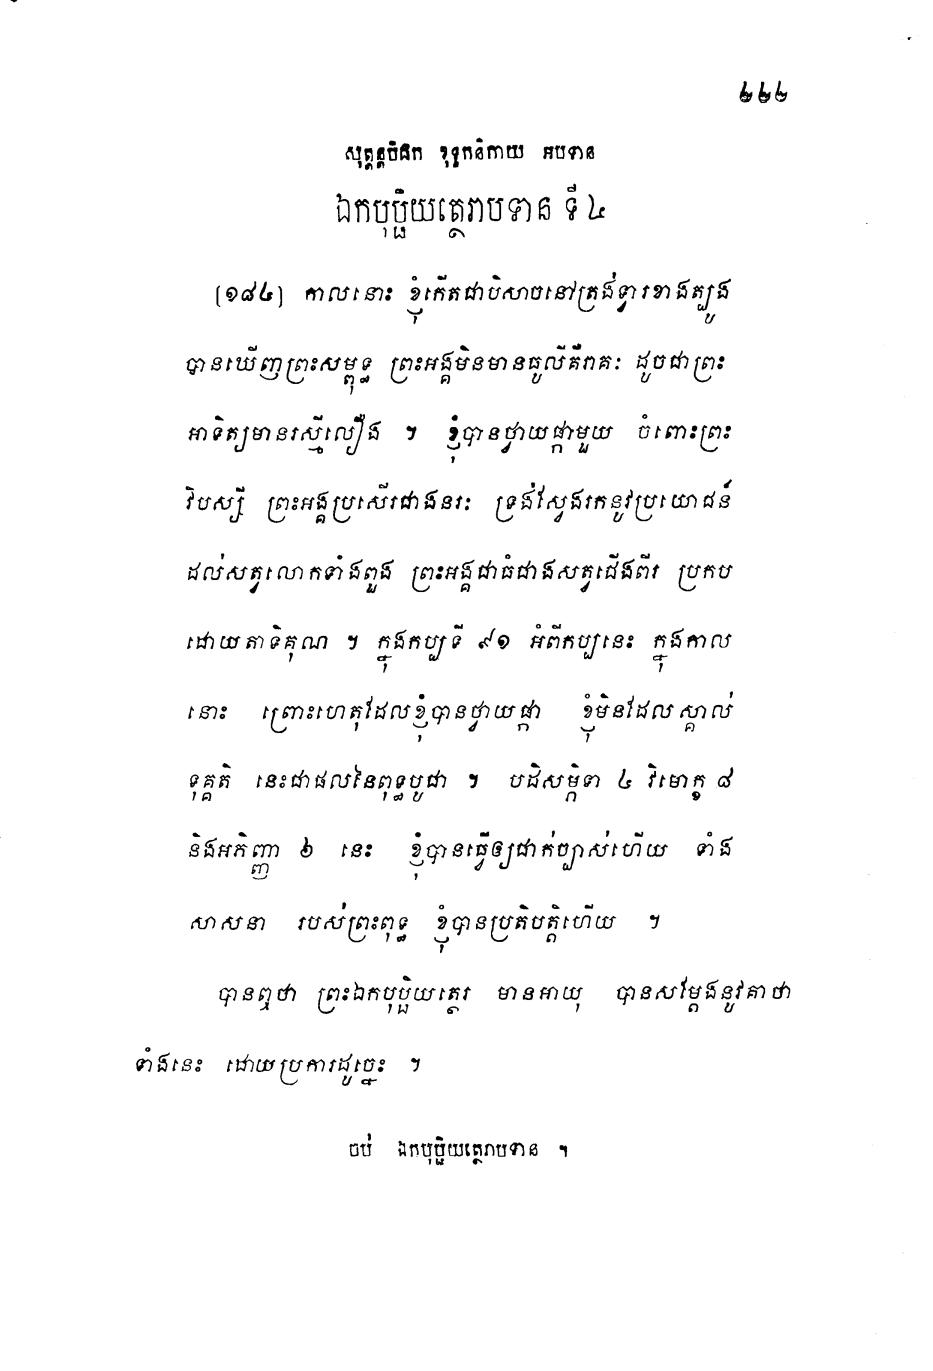 ៦៦៦
សុត្តន្តបិដក ខុទ្ទកនិកាយ អបទាន
ឯកបុប្ផិយត្ថេរាបទាន ទី ៤
(១៨៤) កាលនោះ ខ្ញុំកើតជាបិសាចនៅត្រង់ទ្វារខាងត្បូង
បានឃើញព្រះសម្ពុទ្ធ ព្រះអង្គមិនមានធូលីគឺរាគៈ ដូចជាព្រះ
អាទិត្យមានរស្មីលឿង ។ ខ្ញុំបានថ្វាយផ្កាមួយ ចំពោះព្រះ
វិបស្សី ព្រះអង្គប្រសើរជាងនរៈ ទ្រង់ស្វែងរកនូវប្រយោជន៍
ដល់សត្វលោកទាំងពួង ព្រះអង្គជាធំជាងសត្វជើងពីរ ប្រកប
ដោយតាទិគុណ ។ ក្នុងកប្បទី ៩១ អំពីកប្បនេះ ក្នុងកាល
នោះ ព្រោះហេតុដែលខ្ញុំបានថ្វាយផ្កា ខ្ញុំមិនដែលស្គាល់
ទុគ្គតិ នេះជាផលនៃពុទ្ធបូជា ។ បដិសម្ភិទា ៤ វិមោក្ខ ៨
និងអភិញ្ញា ៦ នេះ ខ្ញុំបានធ្វើឲ្យជាក់ច្បាស់ហើយ ទាំង
សាសនា របស់ព្រះពុទ្ធ ខ្ញុំបានប្រតិបត្តិហើយ ។
បានឮថា ព្រះឯកបុប្ផិយត្ថេរ មានអាយុ បានសម្ដែងនូវគាថា
ទាំងនេះ ដោយប្រការដូច្នេះ ។
ចប់ ឯកបុប្ផិយត្ថេរាបទាន ។